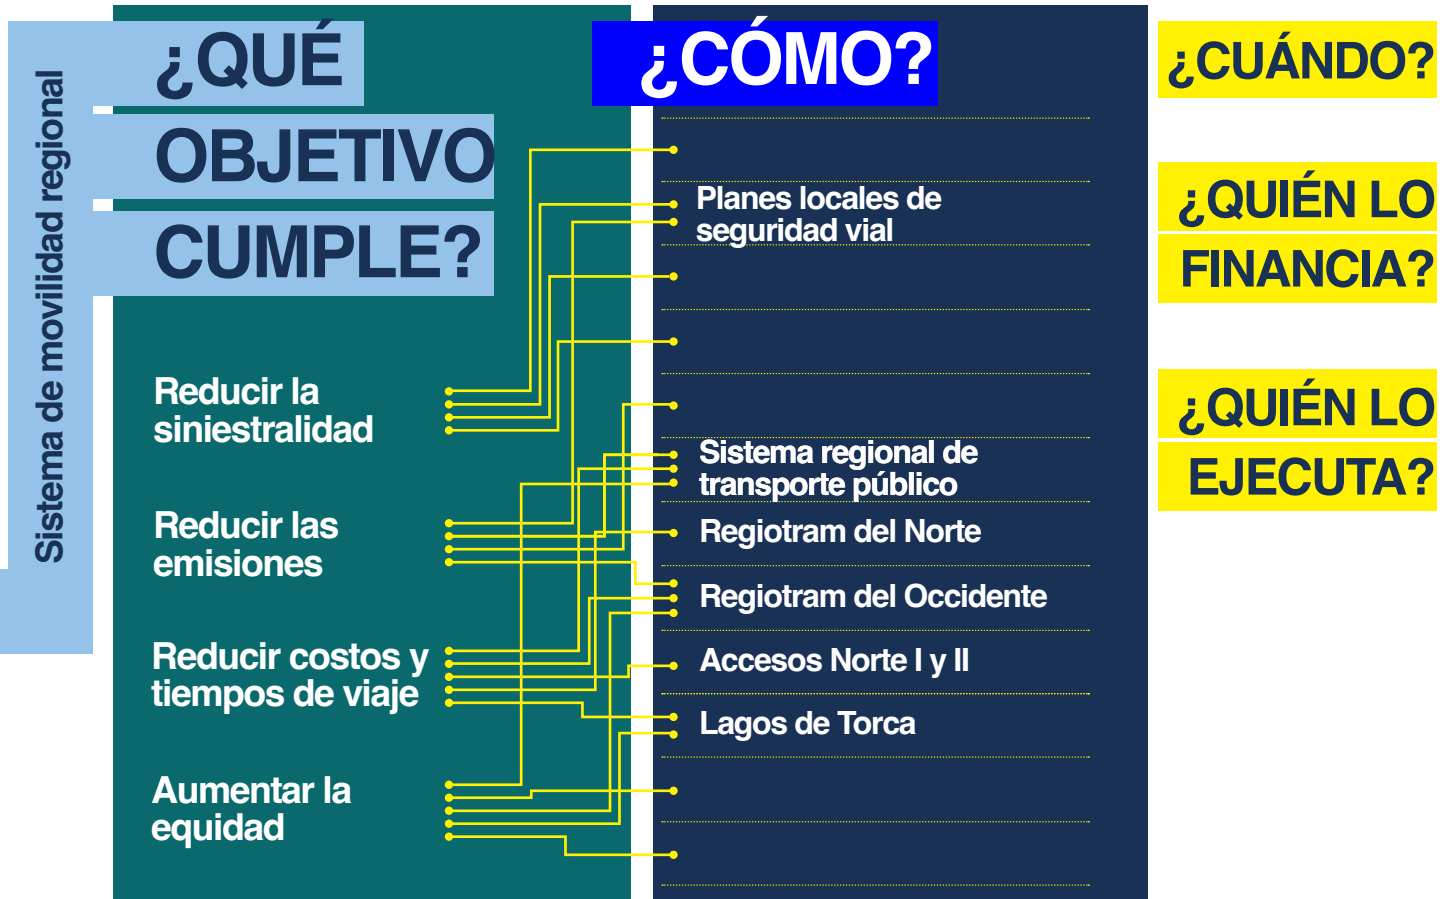 Sistema de movilidad regional
¿QUÉ
OBJETIVO
CUMPLE?
Reducir la
siniestralidad
Reducir las
emisiones
Reducir costos y
tiempos de viaje
Aumentar la
equidad
¿CÓMO?
Planes locales de
seguridad vial
Sistema regional de
transporte público
Regiotram del Norte
Regiotram del Occidente
Accesos Norte I y II
Lagos de Torca
¿CUÁNDO?
¿QUIÉN LO
FINANCIA?
¿QUIÉN LO
EJECUTA?